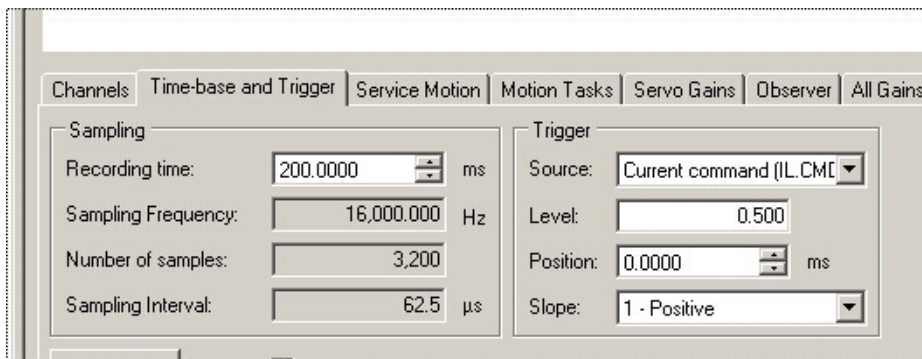 Channels Time-base and Trigger Service Motion Motion Tasks Servo Gains Observer All Gains
Sampling
Recording time: 200.0000 ms
Sampling Frequency: 16,000.000 Hz
Number of samples: 3,200
Sampling Interval: 62.5 µs
Trigger
Source: Current command (IL.CMD
Level: 0.500
Position: 0.0000 ms
Slope: 1 - Positive